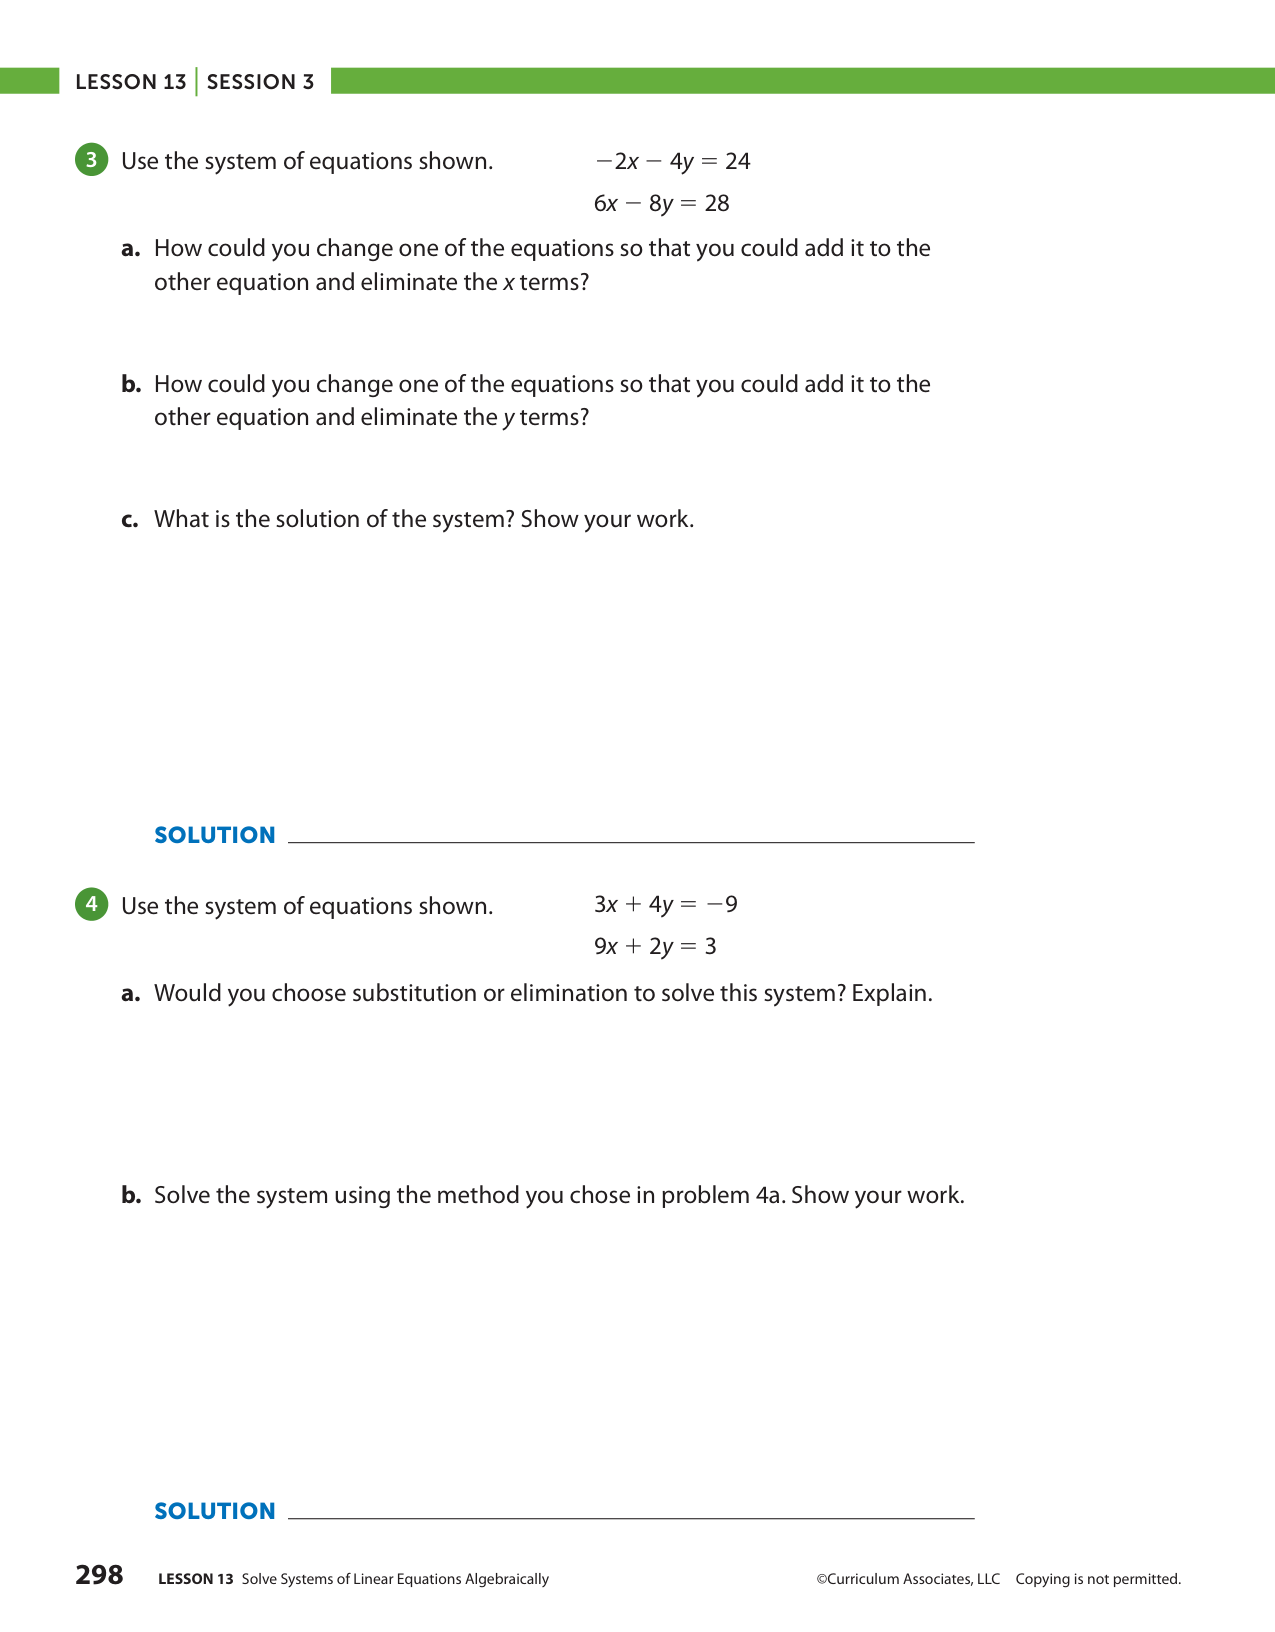 LESSON 13 | SESSION 3
3 Use the system of equations shown. −2x − 4y = 24
6x − 8y = 28
a. How could you change one of the equations so that you could add it to the
other equation and eliminate the x terms?
b. How could you change one of the equations so that you could add it to the
other equation and eliminate the y terms?
c. What is the solution of the system? Show your work.
SOLUTION
4 Use the system of equations shown. 3x + 4y = −9
9x + 2y = 3
a. Would you choose substitution or elimination to solve this system? Explain.
b. Solve the system using the method you chose in problem 4a. Show your work.
SOLUTION
298 LESSON 13 Solve Systems of Linear Equations Algebraically ©Curriculum Associates, LLC Copying is not permitted.